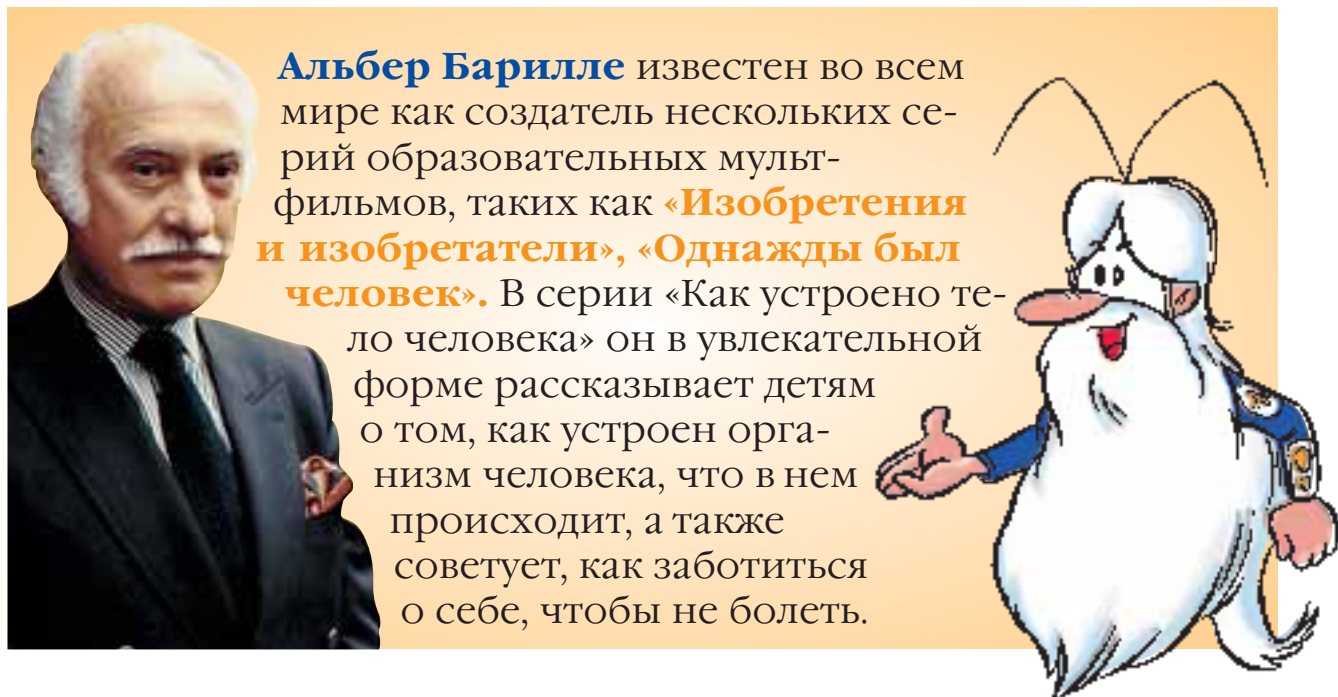 Альбер Барилле известен во всем
мире как создатель нескольких се-
рий образовательных мульт-
фильмов, таких как «Изобретения
и изобретатели», «Однажды был
человек». В серии «Как устроено те-
ло человека» он в увлекательной
форме рассказывает детям
о том, как устроен орга-
низм человека, что в нем
происходит, а также
советует, как заботиться
о себе, чтобы не болеть.